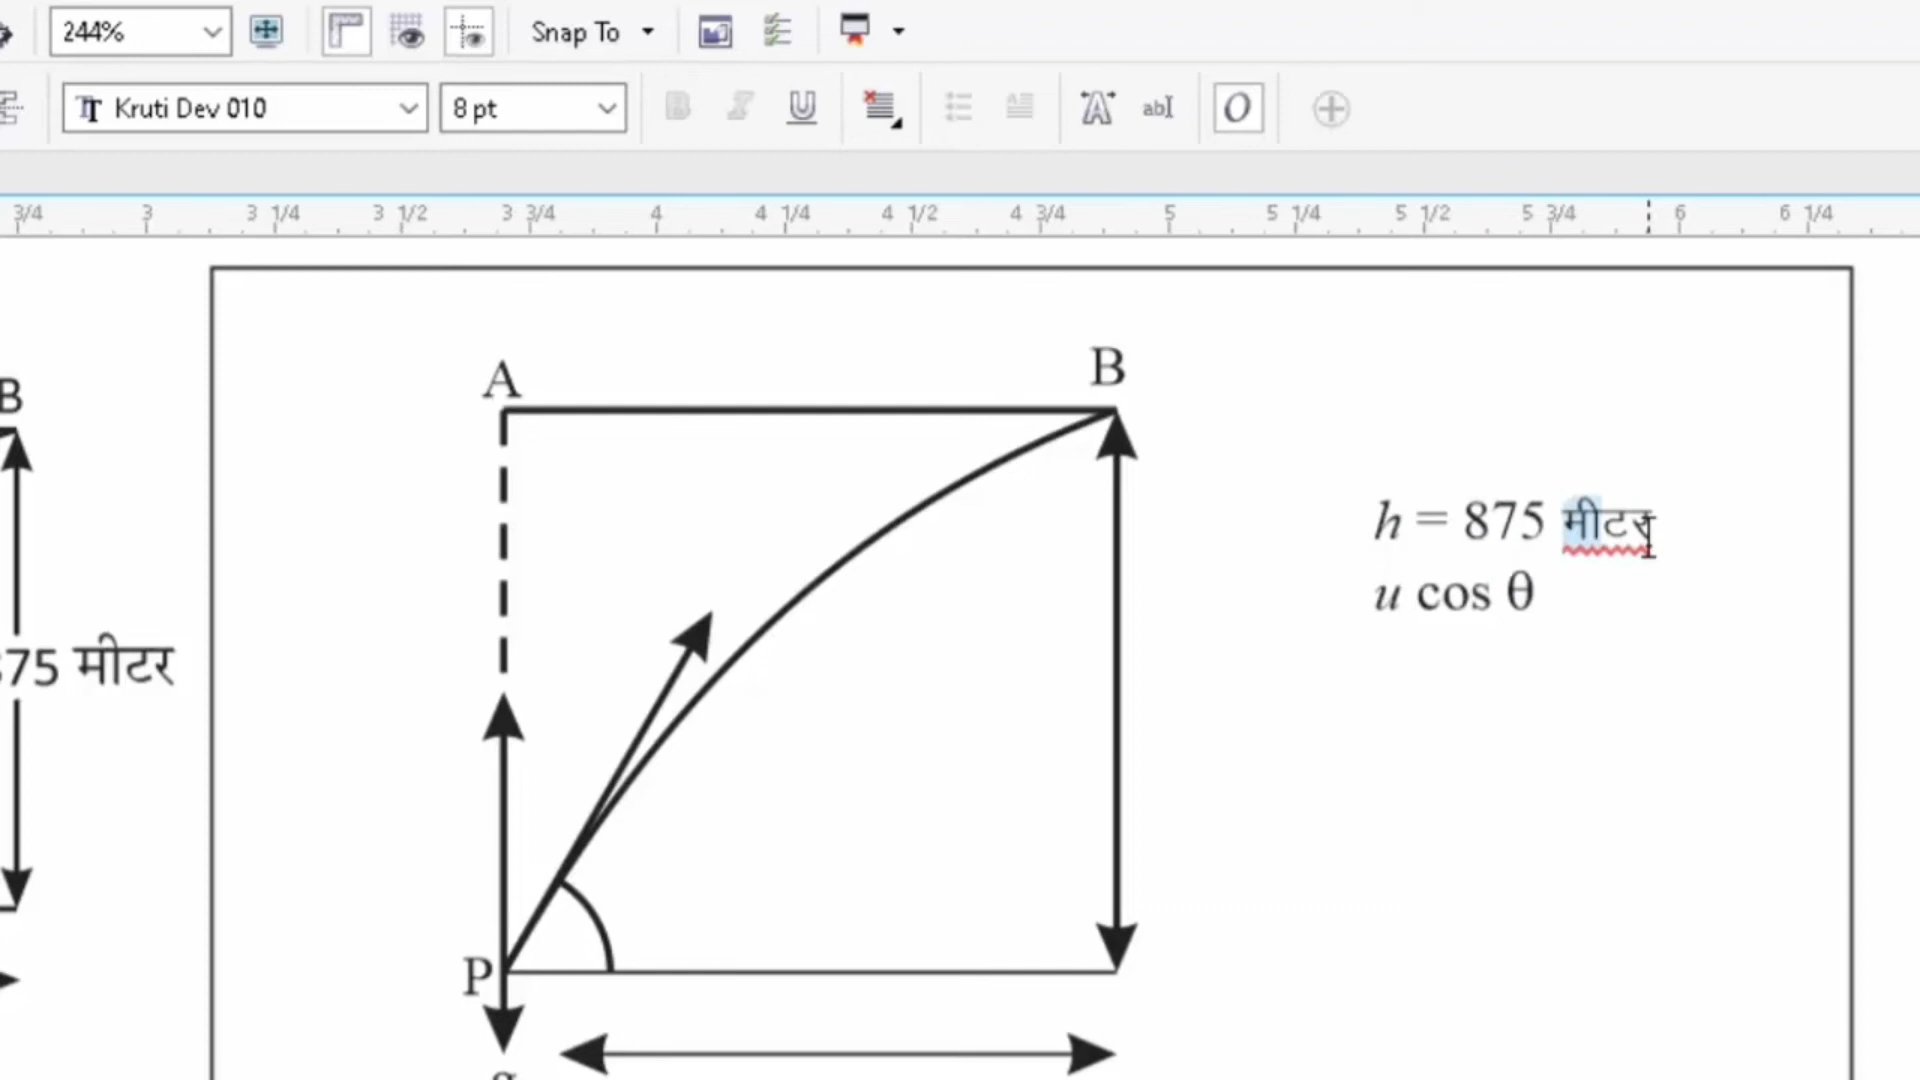 244%
Snap To
Kruti Dev 010
8 pt
B I U
abI
O
3/4 3 3 1/4 3 1/2 3 3/4 4 4 1/4 4 1/2 4 3/4 5 5 1/4 5 1/2 5 3/4 6 6 1/4
B
75 मीटर
A
B
h = 875 मीटर
u cos θ
P